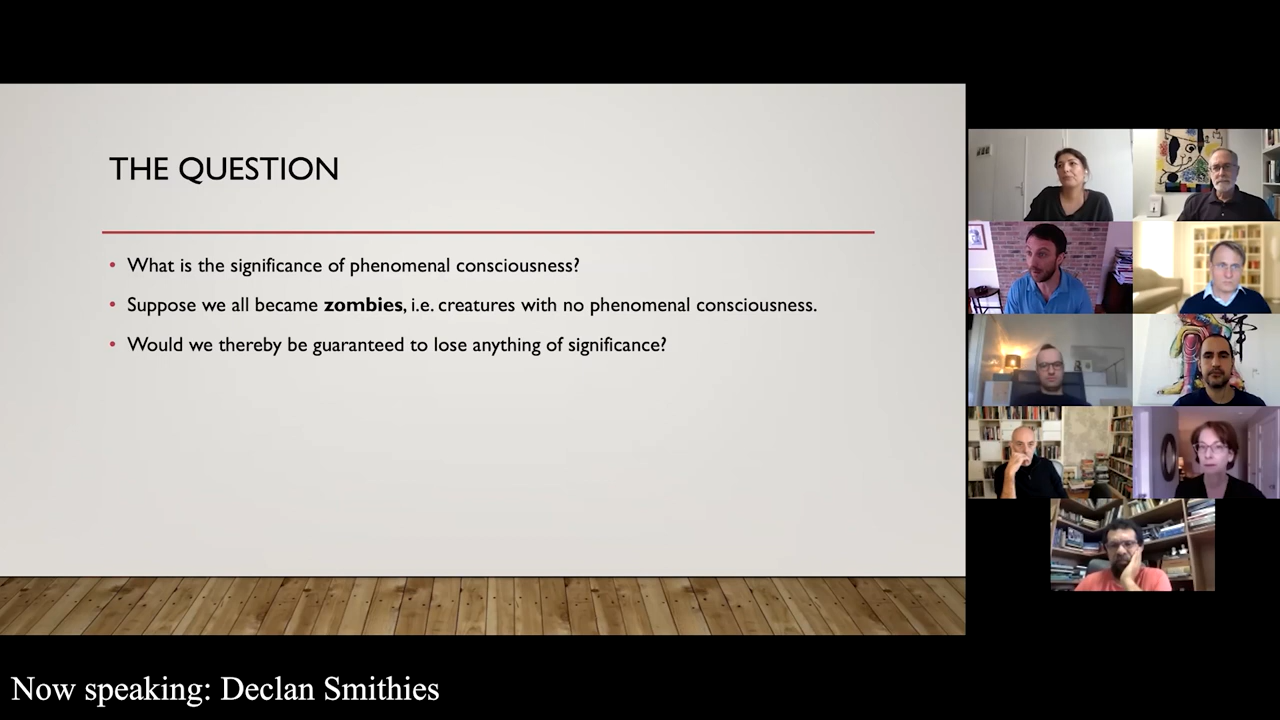 THE QUESTION
• What is the significance of phenomenal consciousness?
• Suppose we all became zombies, i.e. creatures with no phenomenal consciousness.
• Would we thereby be guaranteed to lose anything of significance?
Now speaking: Declan Smithies